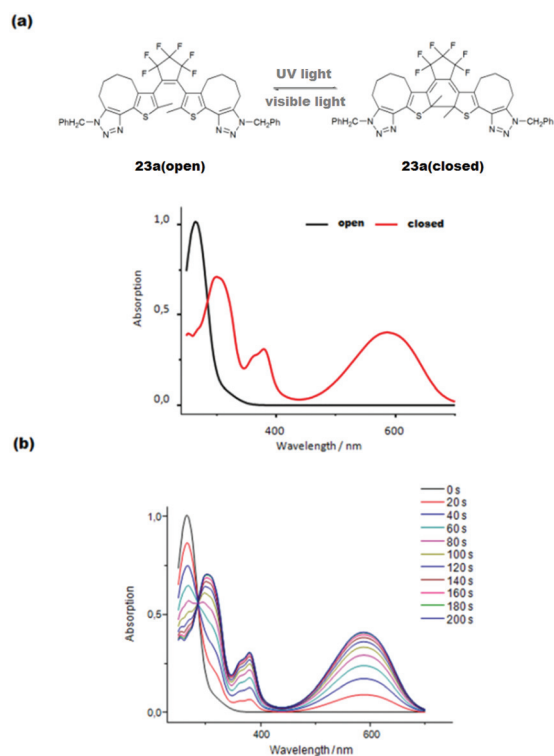 (a)
F F F F F F
UV light
visible light
PhH₂C N N=N S S N N=N CH₂Ph
PhH₂C N N=N S S N N=N CH₂Ph
23a(open)
23a(closed)
open closed
1,0
0,5
0,0
Absorption
400 600
Wavelength / nm
(b)
0 s
20 s
40 s
60 s
80 s
100 s
120 s
140 s
160 s
180 s
200 s
1,0
0,5
0,0
Absorption
400 600
Wavelength / nm